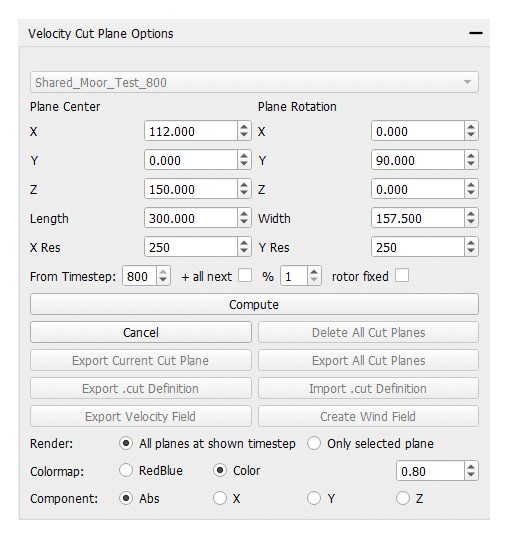 Velocity Cut Plane Options
Shared_Moor_Test_800
Plane Center Plane Rotation
X 112.000 X 0.000
Y 0.000 Y 90.000
Z 150.000 Z 0.000
Length 300.000 Width 157.500
X Res 250 Y Res 250
From Timestep: 800 + all next % 1 rotor fixed
Compute
Cancel Delete All Cut Planes
Export Current Cut Plane Export All Cut Planes
Export .cut Definition Import .cut Definition
Export Velocity Field Create Wind Field
Render: All planes at shown timestep Only selected plane
Colormap: RedBlue Color 0.80
Component: Abs X Y Z